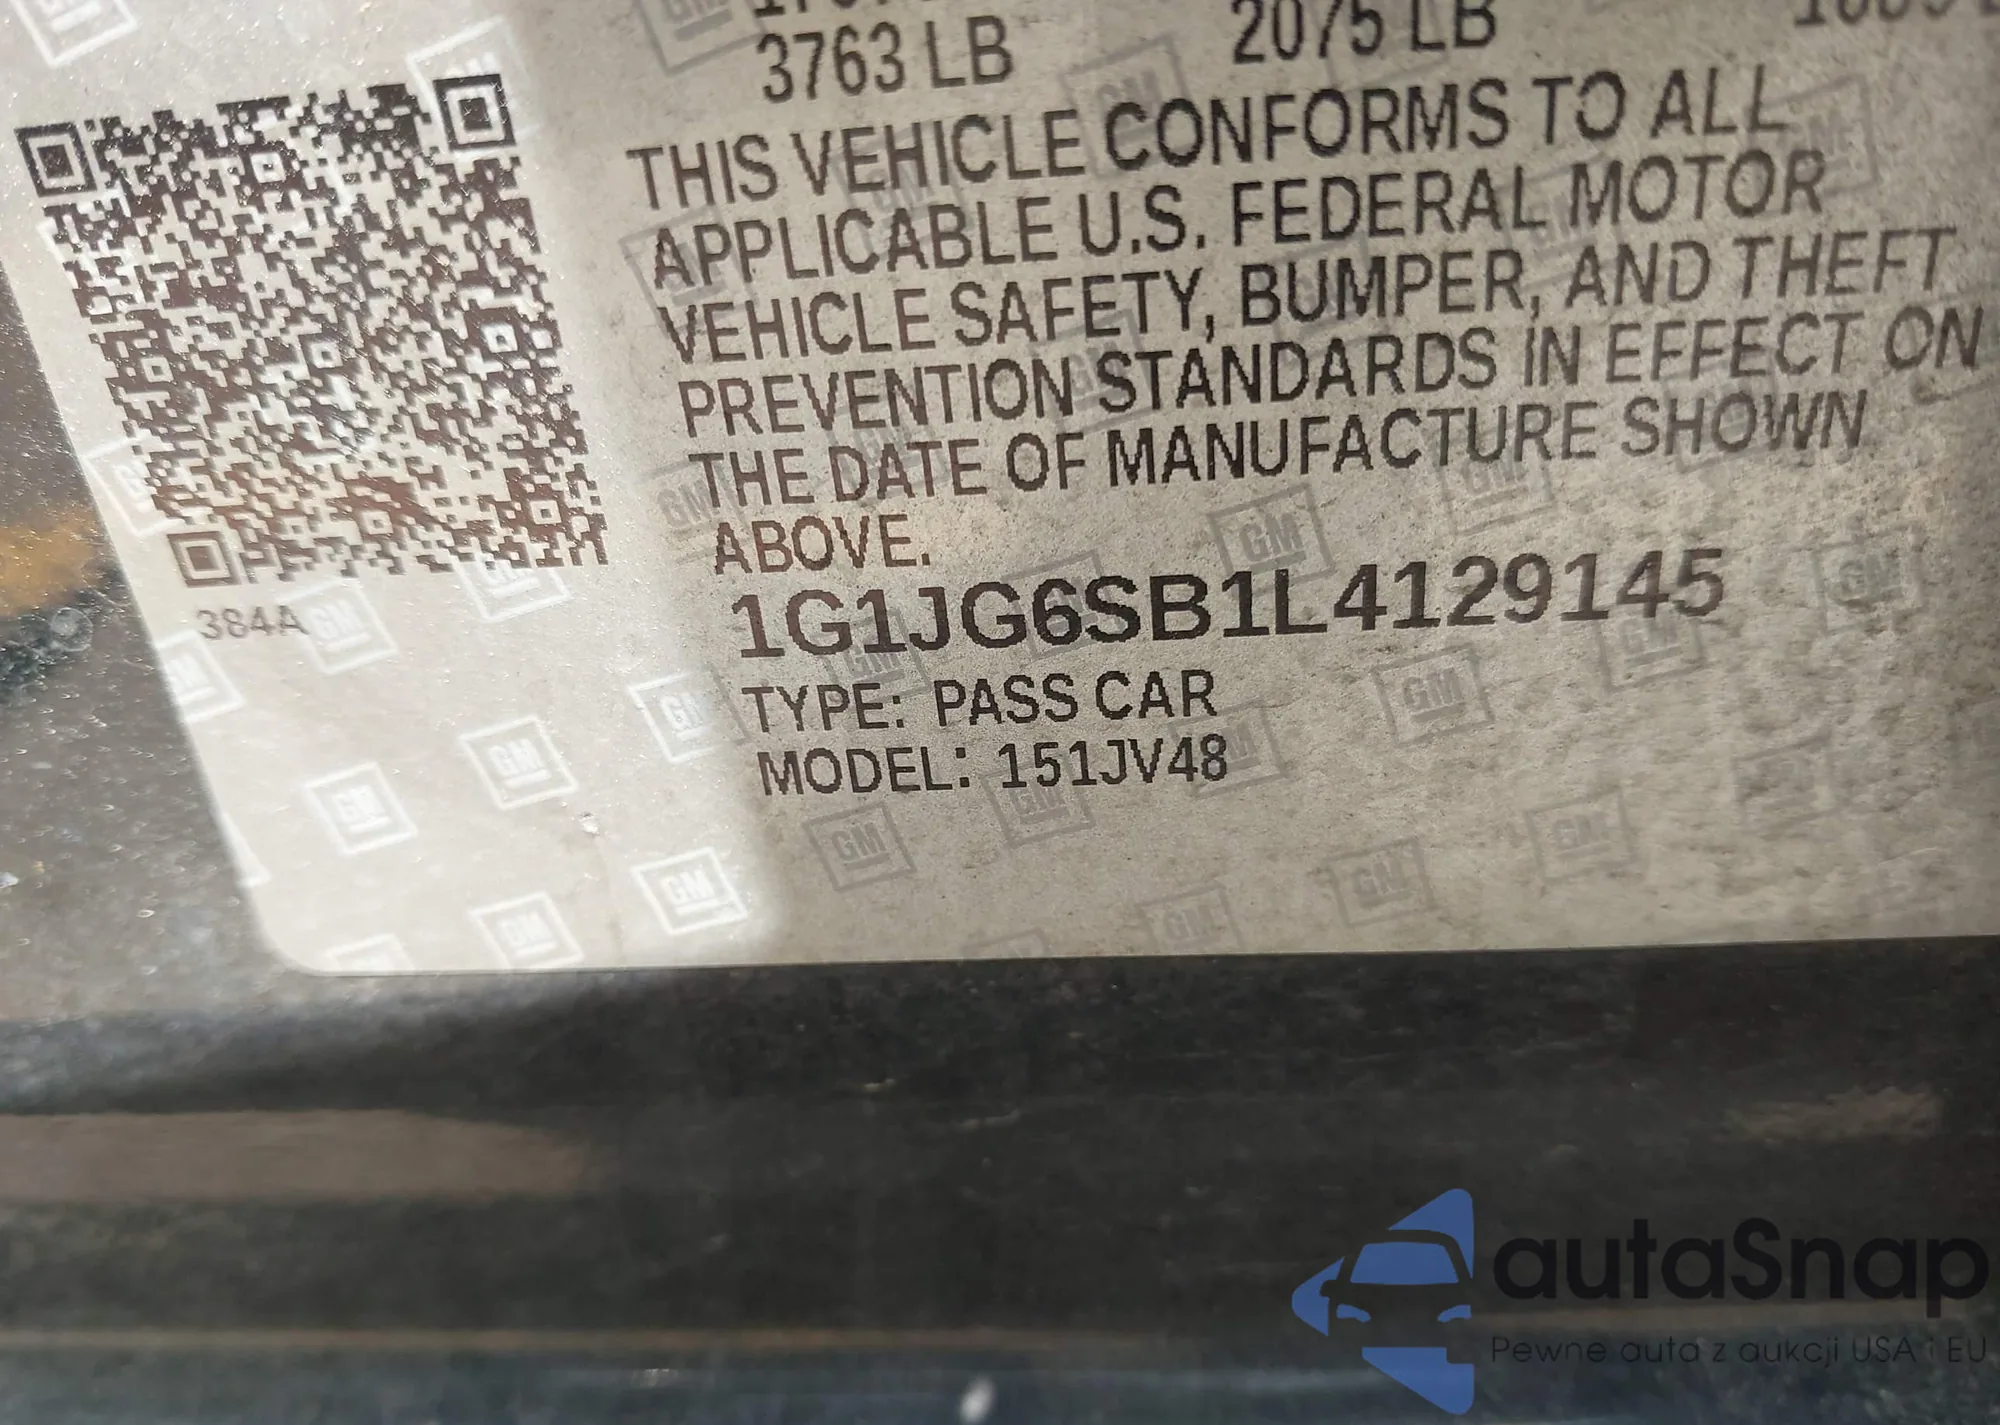 3763 LB 2075 LB
THIS VEHICLE CONFORMS TO ALL
APPLICABLE U.S. FEDERAL MOTOR
VEHICLE SAFETY, BUMPER, AND THEFT
PREVENTION STANDARDS IN EFFECT ON
THE DATE OF MANUFACTURE SHOWN
ABOVE.
384A
1G1JG6SB1L4129145
TYPE: PASS CAR
MODEL: 151JV48
GM
autaSnap
Pewne auta z aukcji USA i EU